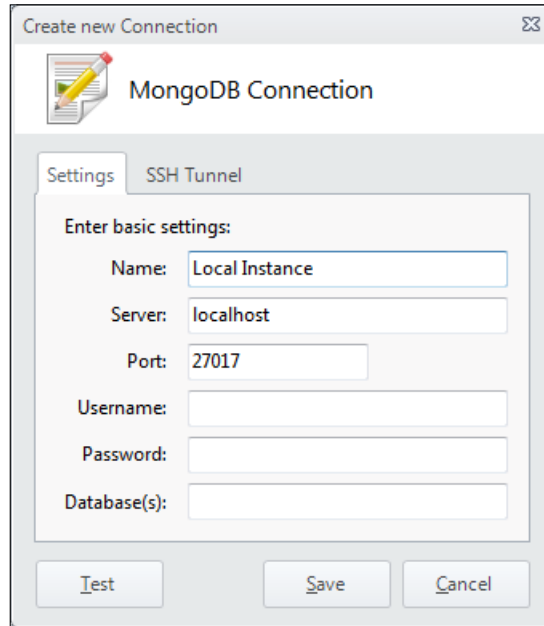 Create new Connection
MongoDB Connection
Settings SSH Tunnel
Enter basic settings:
Name: Local Instance
Server: localhost
Port: 27017
Username:
Password:
Database(s):
Test Save Cancel